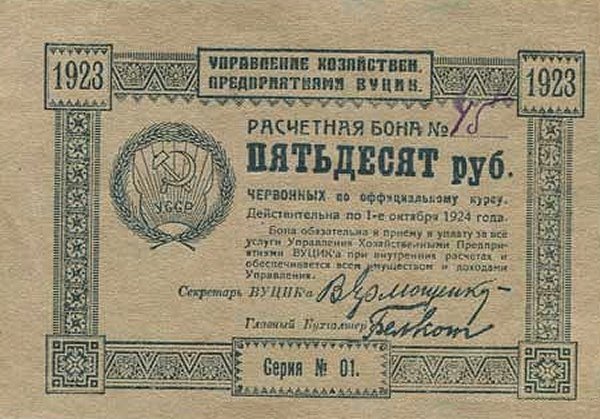 1923
УПРАВЛЕНИЕ ХОЗЯЙСТВЕН.
ПРЕДПРИЯТИЯМИ ВУЦИК.
1923
РАСЧЕТНАЯ БОНА №
ПЯТЬДЕСЯТ руб.
ЧЕРВОННЫХ по оффициальному курсу.
Действительна по 1-е октября 1924 года.
Бона обязательна к приему в уплату за все
услуги Управления Хозяйственными Предпри-
ятиями ВУЦИК'а при внутренних расчетах и
обеспечивается всем имуществом и доходами
Управления.
УССР
Секретарь ВУЦИК'а
Главный Бухгалтер
Серия № 01.